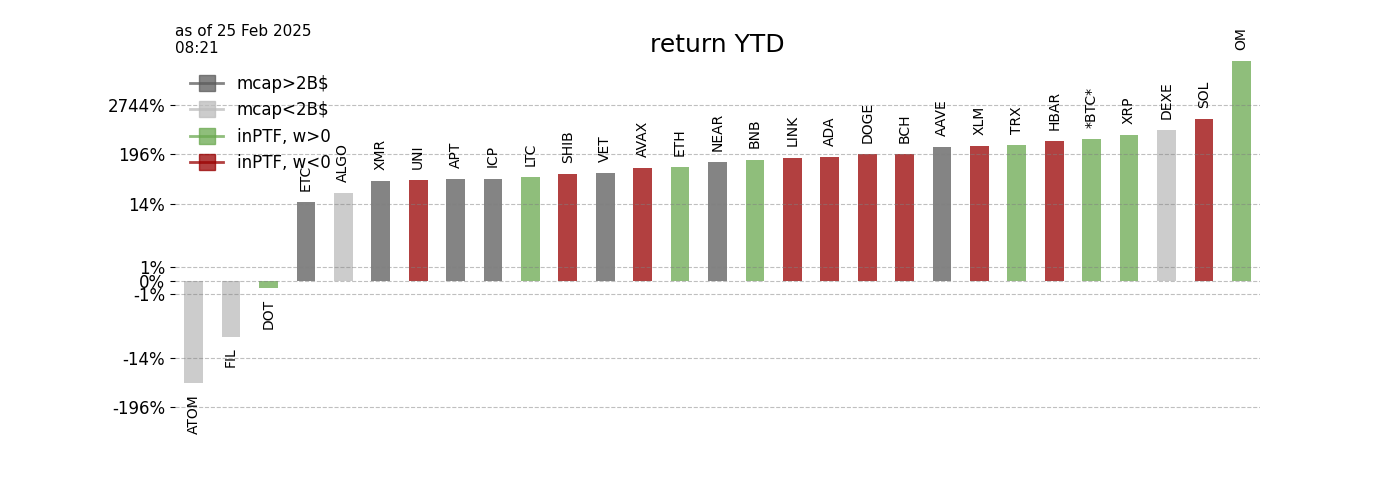 as of 25 Feb 2025
08:21
return YTD
mcap>2B$
mcap<2B$
inPTF, w>0
inPTF, w<0
2744%
196%
14%
1%
0%
-1%
-14%
-196%
ATOM
FIL
DOT
ETC
ALGO
XMR
UNI
APT
ICP
LTC
SHIB
VET
AVAX
ETH
NEAR
BNB
LINK
ADA
DOGE
BCH
AAVE
XLM
TRX
HBAR
*BTC*
XRP
DEXE
SOL
OM